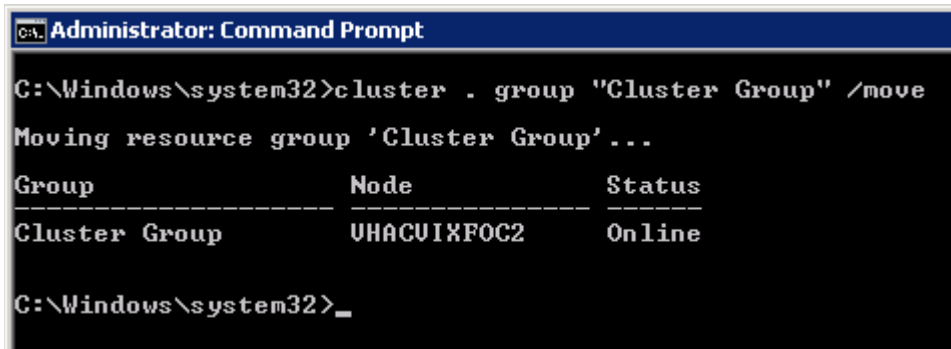 Administrator: Command Prompt
C:\Windows\system32>cluster . group "Cluster Group" /move
Moving resource group 'Cluster Group'...
Group Node Status
-------------------- --------------- ------
Cluster Group VHACVIXFOC2 Online
C:\Windows\system32>_